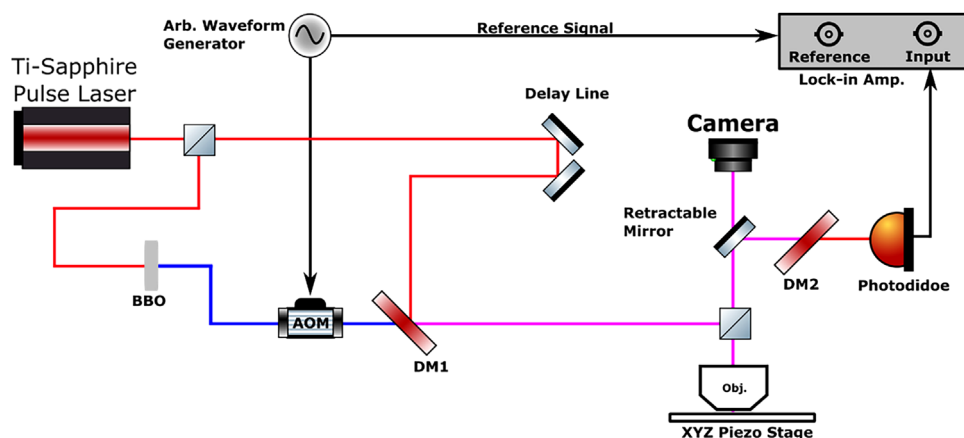 Arb. Waveform
Generator
Reference Signal
Reference
Input
Lock-in Amp.
Ti-Sapphire
Pulse Laser
Delay Line
Camera
Retractable
Mirror
BBO
AOM
DM1
DM2
Photodidoe
Obj.
XYZ Piezo Stage